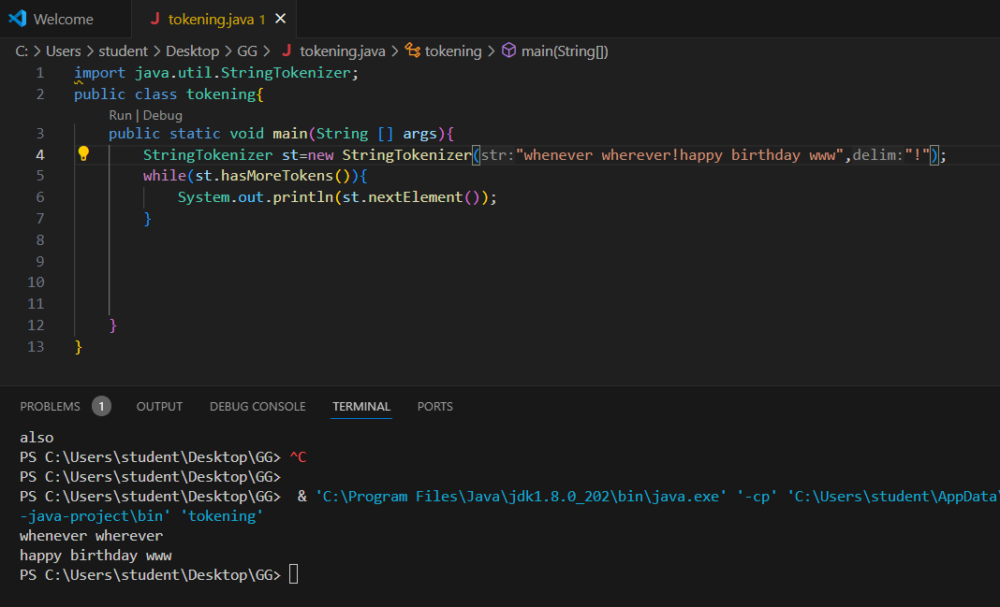 Welcome
J tokening.java 1 ×
C: > Users > student > Desktop > GG > J tokening.java > tokening > main(String[])
1 import java.util.StringTokenizer;
2 public class tokening{
Run | Debug
3 public static void main(String [] args){
4 StringTokenizer st=new StringTokenizer(str:"whenever wherever!happy birthday www",delim:"!");
5 while(st.hasMoreTokens()){
6 System.out.println(st.nextElement());
7 }
8
9
10
11
12 }
13 }
PROBLEMS 1 OUTPUT DEBUG CONSOLE TERMINAL PORTS
also
PS C:\Users\student\Desktop\GG> ^C
PS C:\Users\student\Desktop\GG>
PS C:\Users\student\Desktop\GG> & 'C:\Program Files\Java\jdk1.8.0_202\bin\java.exe' '-cp' 'C:\Users\student\AppData\
-java-project\bin' 'tokening'
whenever wherever
happy birthday www
PS C:\Users\student\Desktop\GG>